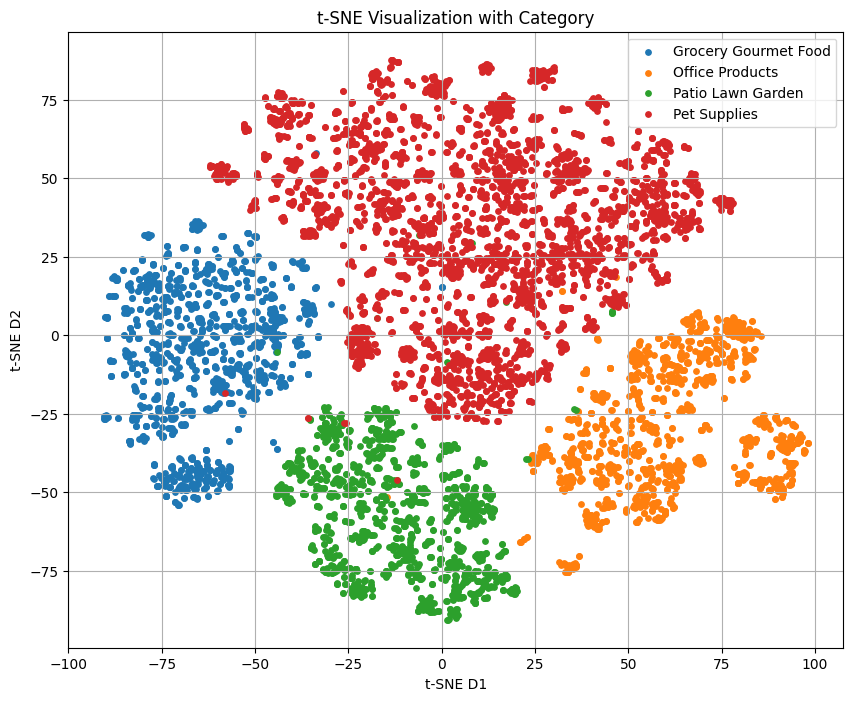 t-SNE Visualization with Category
Grocery Gourmet Food
Office Products
Patio Lawn Garden
Pet Supplies
75
50
25
0
−25
−50
−75
t-SNE D2
−100
−75
−50
−25
0
25
50
75
100
t-SNE D1